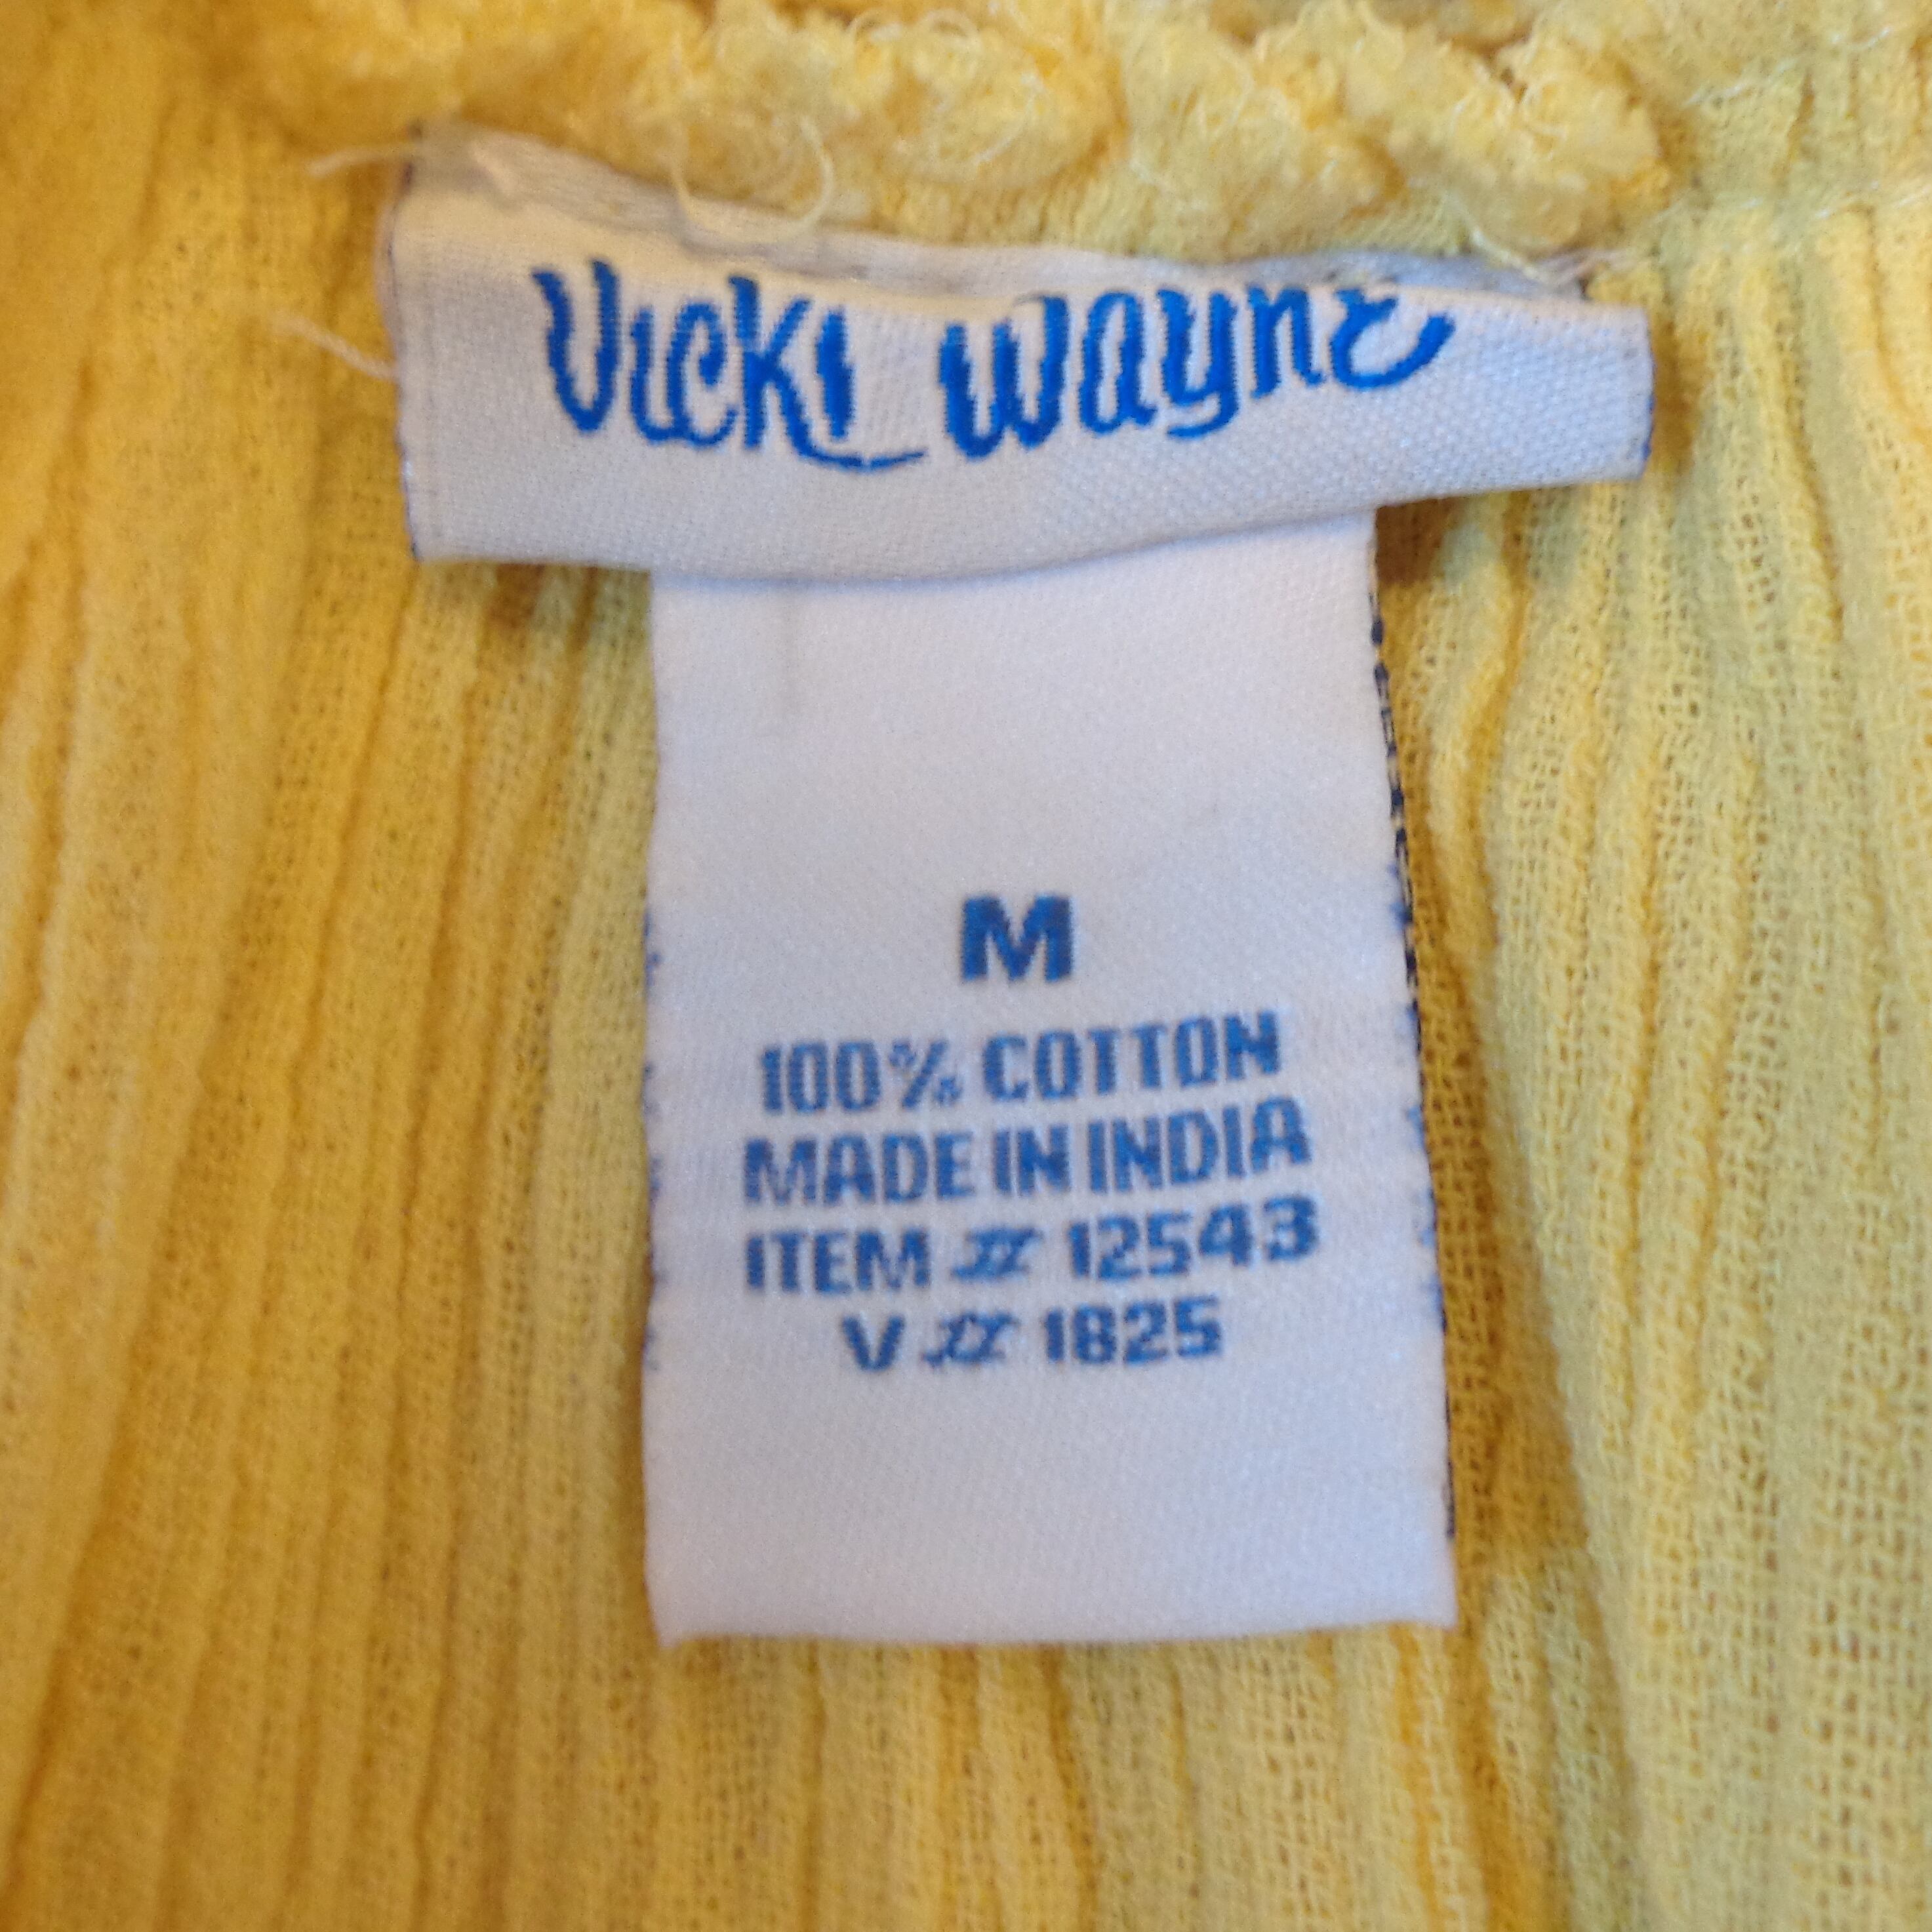 Vicki Wayne
M
100% COTTON
MADE IN INDIA
ITEM # 12543
V # 1825